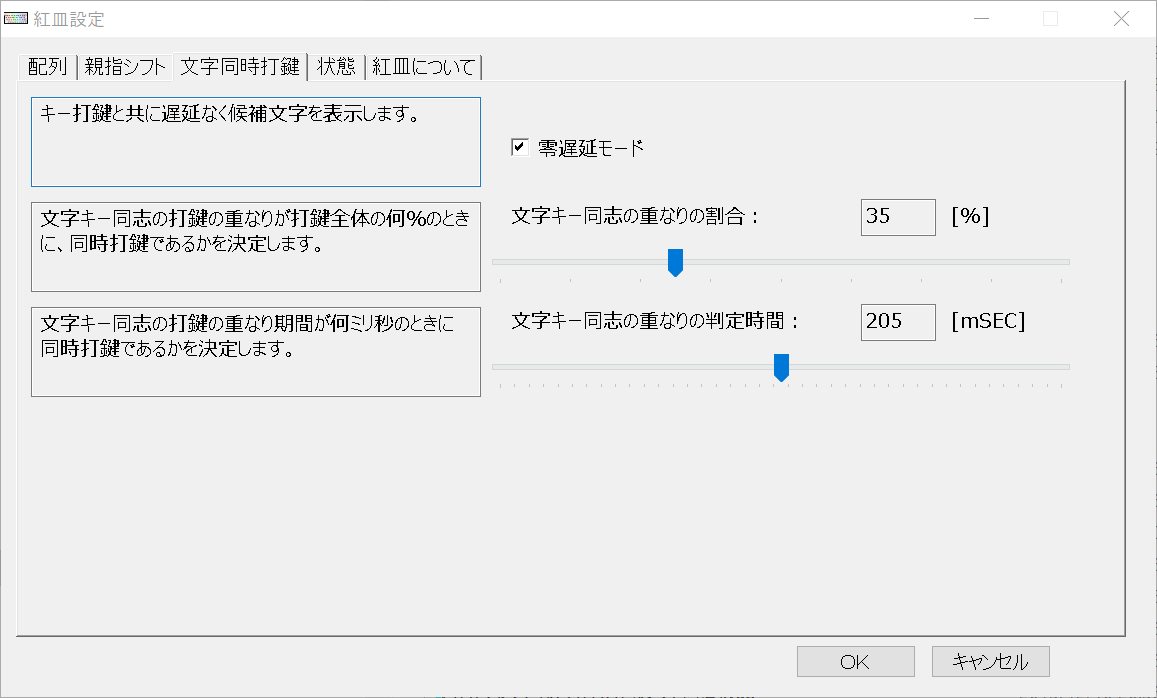 紅皿設定
配列 親指シフト 文字同時打鍵 状態 紅皿について
キー打鍵と共に遅延なく候補文字を表示します。
零遅延モード
文字キー同志の打鍵の重なりが打鍵全体の何%のとき
に、同時打鍵であるかを決定します。
文字キー同志の重なりの割合： 35 [%]
文字キー同志の打鍵の重なり期間が何ミリ秒のときに
同時打鍵であるかを決定します。
文字キー同志の重なりの判定時間： 205 [mSEC]
OK キャンセル